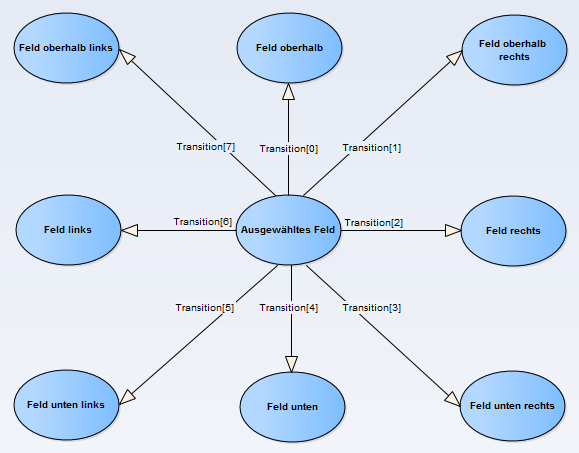 Feld oberhalb links
Feld oberhalb
Feld oberhalb
rechts
Transition[7]
Transition[0]
Transition[1]
Feld links
Transition[6]
Ausgewähltes Feld
Transition[2]
Feld rechts
Transition[5]
Transition[4]
Transition[3]
Feld unten links
Feld unten
Feld unten rechts